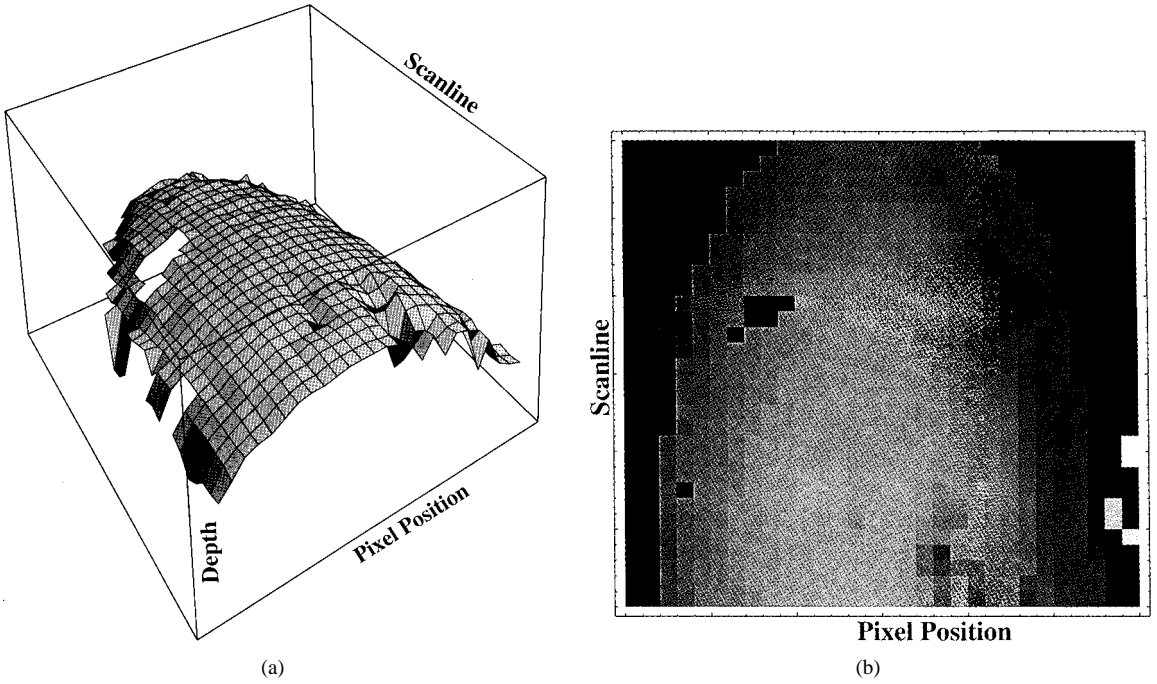 Scanline
Depth
Pixel Position
(a)
Scanline
Pixel Position
(b)